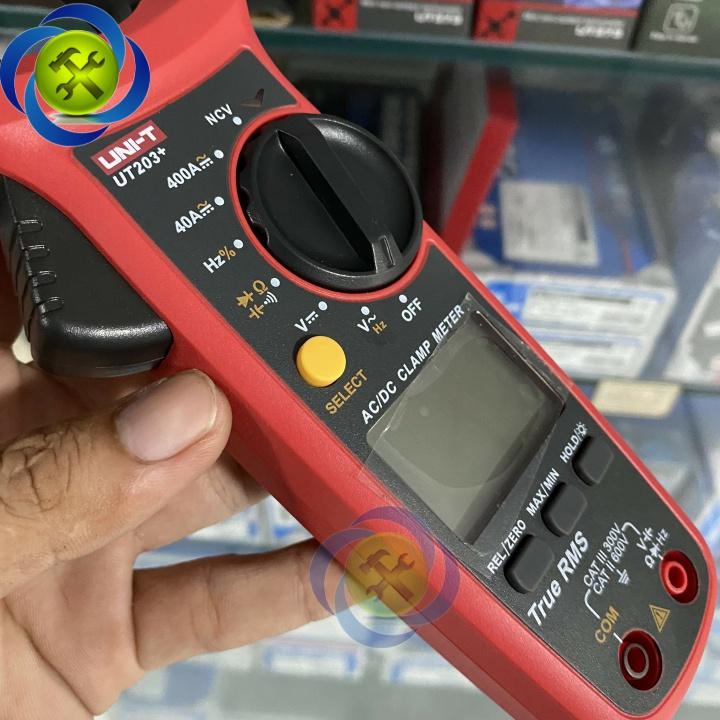 UNI-T
UT203+
NCV
400A
40A
Hz%
Ω
V
V~
Hz
OFF
SELECT
AC/DC CLAMP METER
REL/ZERO
MAX/MIN
HOLD/
True RMS
CAT III 300V
CAT II 600V
COM
V
Ω
Hz